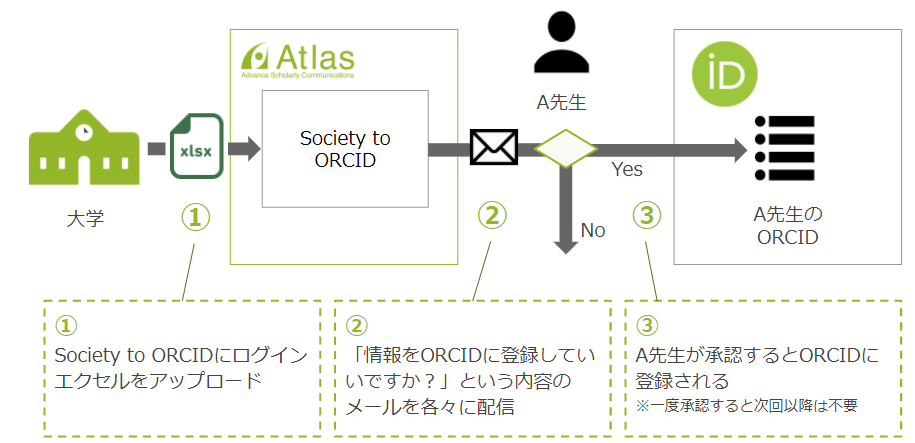 Atlas
Advance Scholarly Communications
iD
A先生
xlsx
Society to
ORCID
Yes
大学
①
②
No
③
A先生の
ORCID
①
Society to ORCIDにログイン
エクセルをアップロード
②
「情報をORCIDに登録してい
いですか？」という内容の
メールを各々に配信
③
A先生が承認するとORCIDに
登録される
※一度承認すると次回以降は不要